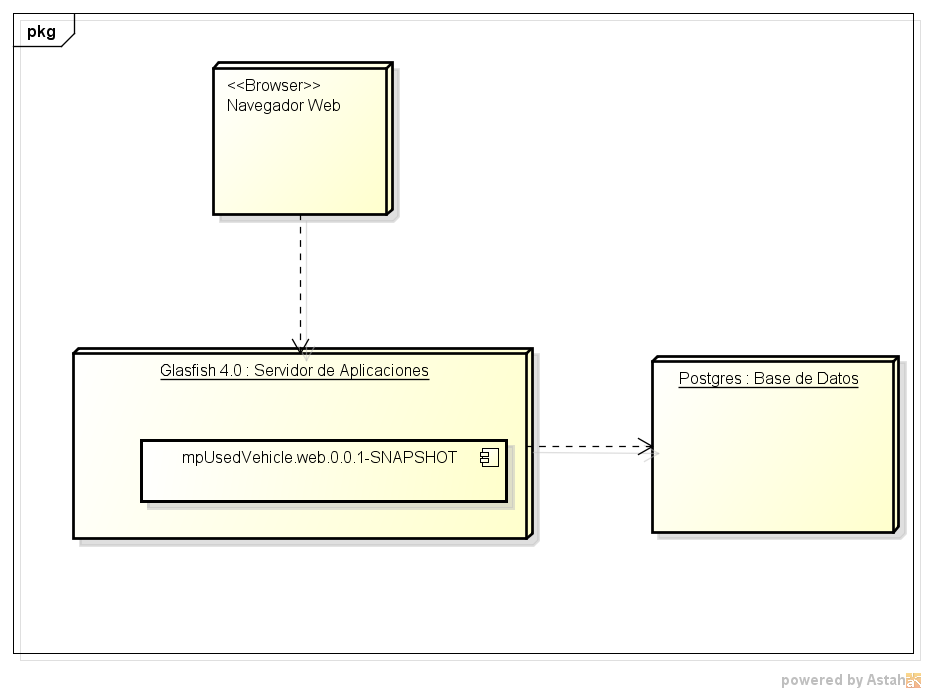 pkg
<<Browser>>
Navegador Web
Glasfish 4.0 : Servidor de Aplicaciones
Postgres : Base de Datos
mpUsedVehicle.web.0.0.1-SNAPSHOT
powered by Astah